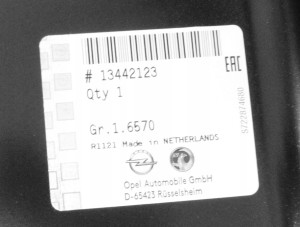 # 13442123
EAC
Qty 1
Gr.1.6570
R1121 Made in NETHERLANDS
Opel Automobile GmbH
D-65423 Rüsselsheim